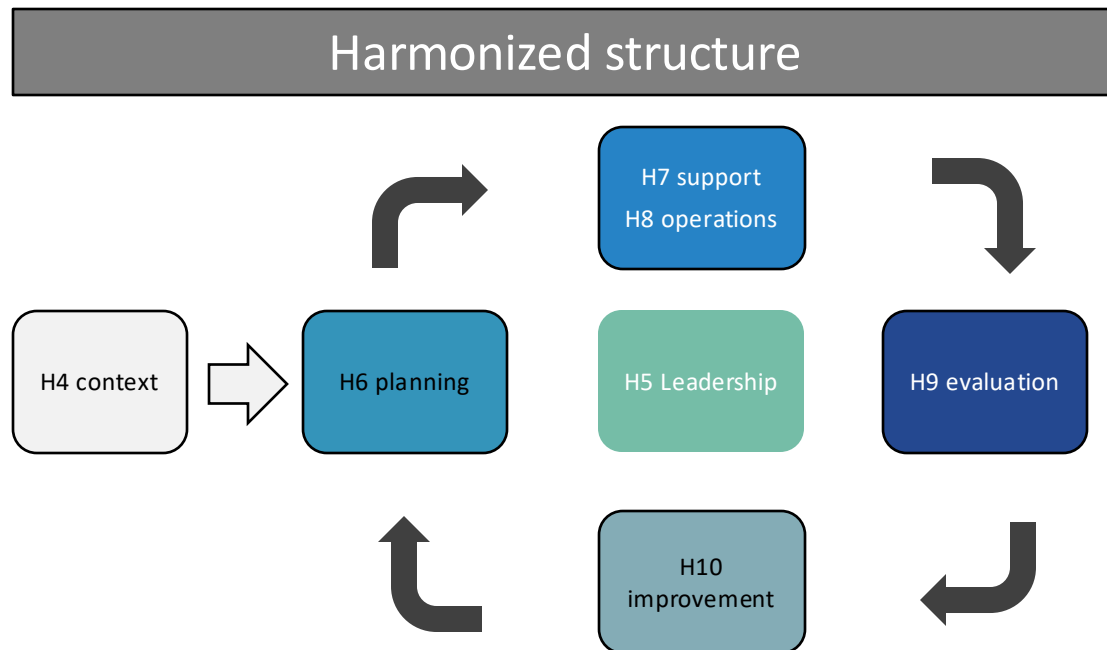 Harmonized structure
H7 support
H8 operations
H4 context
H6 planning
H5 Leadership
H9 evaluation
H10
improvement